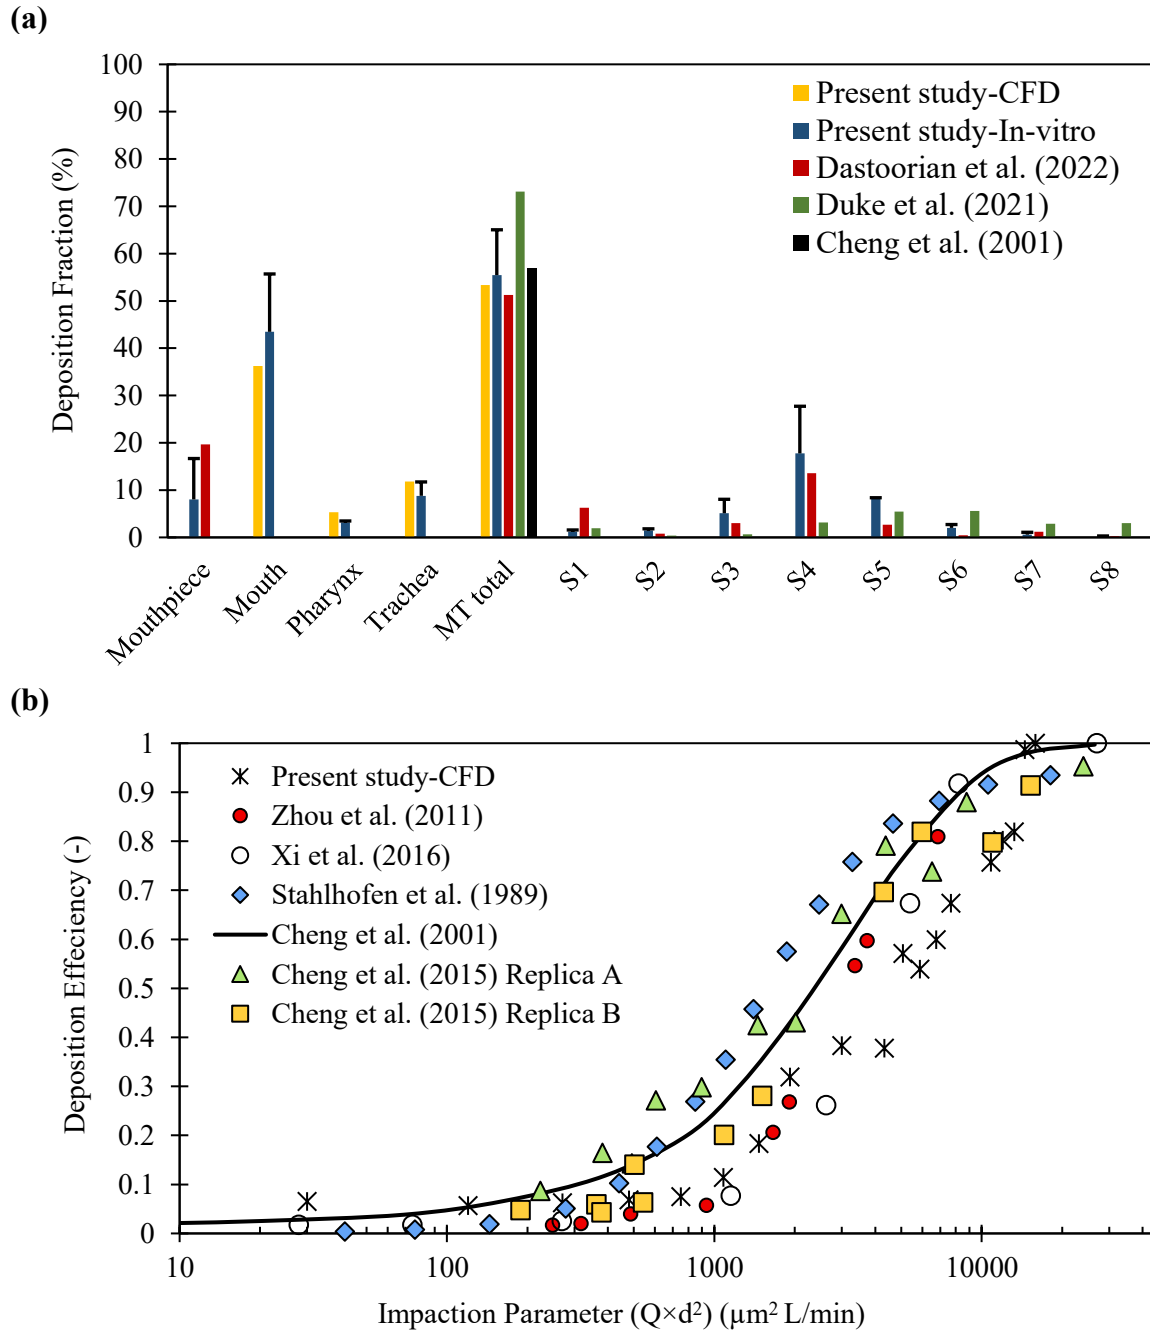 (a)
Deposition Fraction (%)
100
90
80
70
60
50
40
30
20
10
0
Present study-CFD
Present study-In-vitro
Dastoorian et al. (2022)
Duke et al. (2021)
Cheng et al. (2001)
Mouthpiece
Mouth
Pharynx
Trachea
MT total
S1
S2
S3
S4
S5
S6
S7
S8
(b)
Deposition Effeciency (-)
1
0.9
0.8
0.7
0.6
0.5
0.4
0.3
0.2
0.1
0
Present study-CFD
Zhou et al. (2011)
Xi et al. (2016)
Stahlhofen et al. (1989)
Cheng et al. (2001)
Cheng et al. (2015) Replica A
Cheng et al. (2015) Replica B
10
100
1000
10000
Impaction Parameter (Q×d²) (µm² L/min)